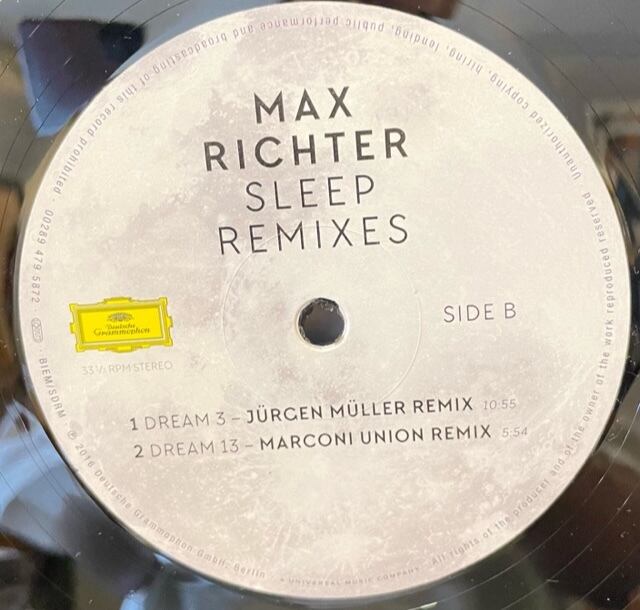 MAX
RICHTER
SLEEP
REMIXES
SIDE B
Deutsche
Grammophon
33 ⅓ RPM STEREO
1 DREAM 3 – JÜRGEN MÜLLER REMIX 10:55
2 DREAM 13 – MARCONI UNION REMIX 5:54
BIEM/SDRM · 00289 479 5872
℗ 2016 Deutsche Grammophon GmbH, Berlin
A UNIVERSAL MUSIC COMPANY · All rights of the producer and of the owner of the work reproduced reserved
Unauthorized copying, hiring, lending, public performance and broadcasting of this record prohibited ·